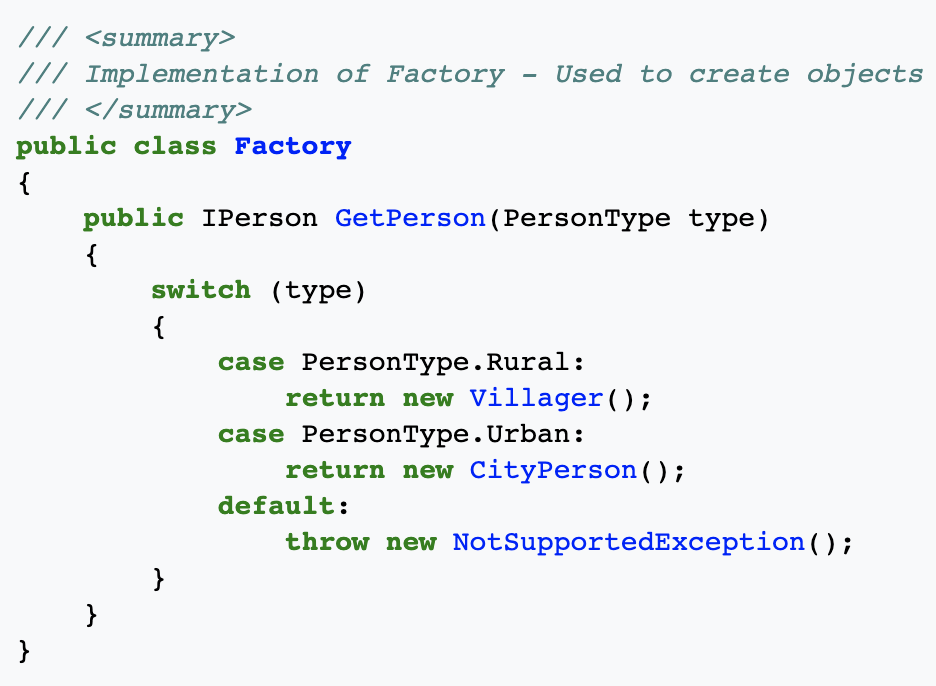 /// <summary>
/// Implementation of Factory – Used to create objects
/// </summary>
public class Factory
{
    public IPerson GetPerson(PersonType type)
    {
        switch (type)
        {
            case PersonType.Rural:
                return new Villager();
            case PersonType.Urban:
                return new CityPerson();
            default:
                throw new NotSupportedException();
        }
    }
}